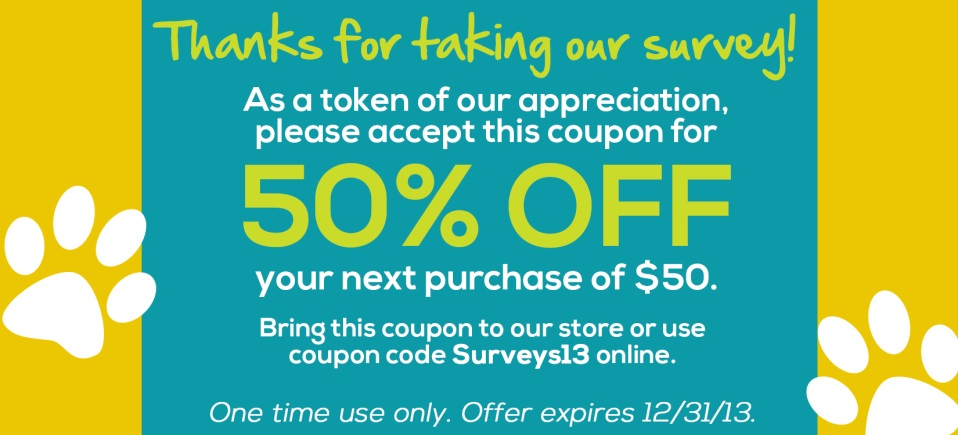 Thanks for taking our survey!
As a token of our appreciation,
please accept this coupon for
50% OFF
your next purchase of $50.
Bring this coupon to our store or use
coupon code Surveys13 online.
One time use only. Offer expires 12/31/13.